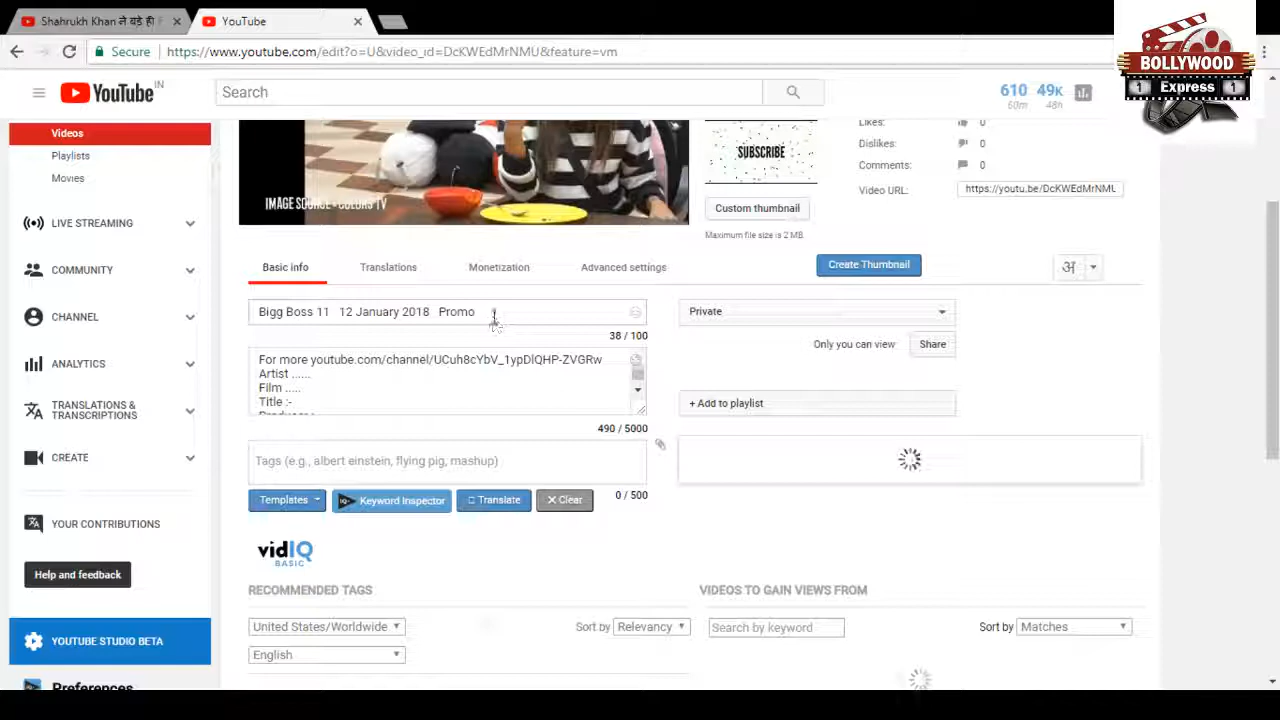 Shahrukh Khan ले बड़े ही
YouTube
Secure
https://www.youtube.com/edit?o=U&video_id=DcKWEdMrNMU&feature=vm
BOLLYWOOD
1 Express 1
YouTube IN
Search
610 49K
60m 48h
Videos
Playlists
Movies
LIVE STREAMING
COMMUNITY
CHANNEL
ANALYTICS
TRANSLATIONS &
TRANSCRIPTIONS
CREATE
YOUR CONTRIBUTIONS
Help and feedback
YOUTUBE STUDIO BETA
Preferences
IMAGE SOURCE - COLORS TV
SUBSCRIBE
Custom thumbnail
Maximum file size is 2 MB.
Likes: 0
Dislikes: 0
Comments: 0
Video URL: https://youtu.be/DcKWEdMrNMU
Basic info Translations Monetization Advanced settings
Create Thumbnail
अ
Bigg Boss 11 12 January 2018 Promo
38 / 100
For more youtube.com/channel/UCuh8cYbV_1ypDlQHP-ZVGRw
Artist ......
Film .....
Title :-
490 / 5000
Tags (e.g., albert einstein, flying pig, mashup)
Templates Keyword Inspector Translate Clear
0 / 500
Private
Only you can view Share
+ Add to playlist
vidIQ
BASIC
RECOMMENDED TAGS
United States/Worldwide
Sort by Relevancy
English
VIDEOS TO GAIN VIEWS FROM
Search by keyword
Sort by Matches